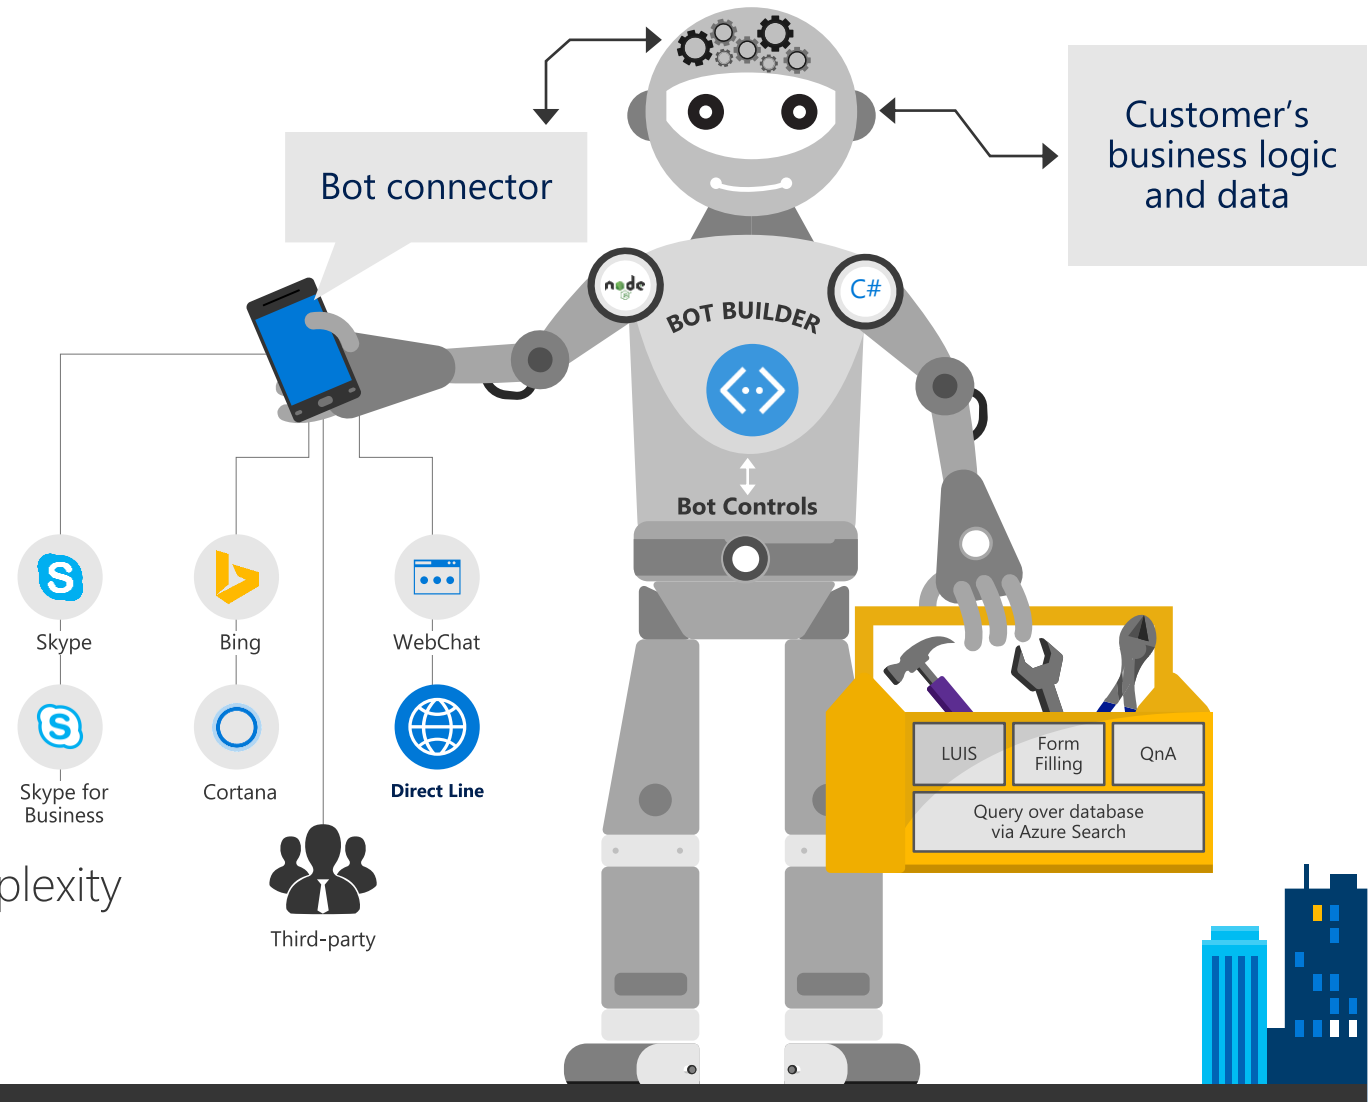 Customer's
business logic
and data
Bot connector
node
JS
C#
BOT BUILDER
Bot Controls
S
Skype
Bing
WebChat
LUIS
Form
Filling
QnA
S
Skype for
Business
Cortana
Direct Line
Query over database
via Azure Search
plexity
Third-party